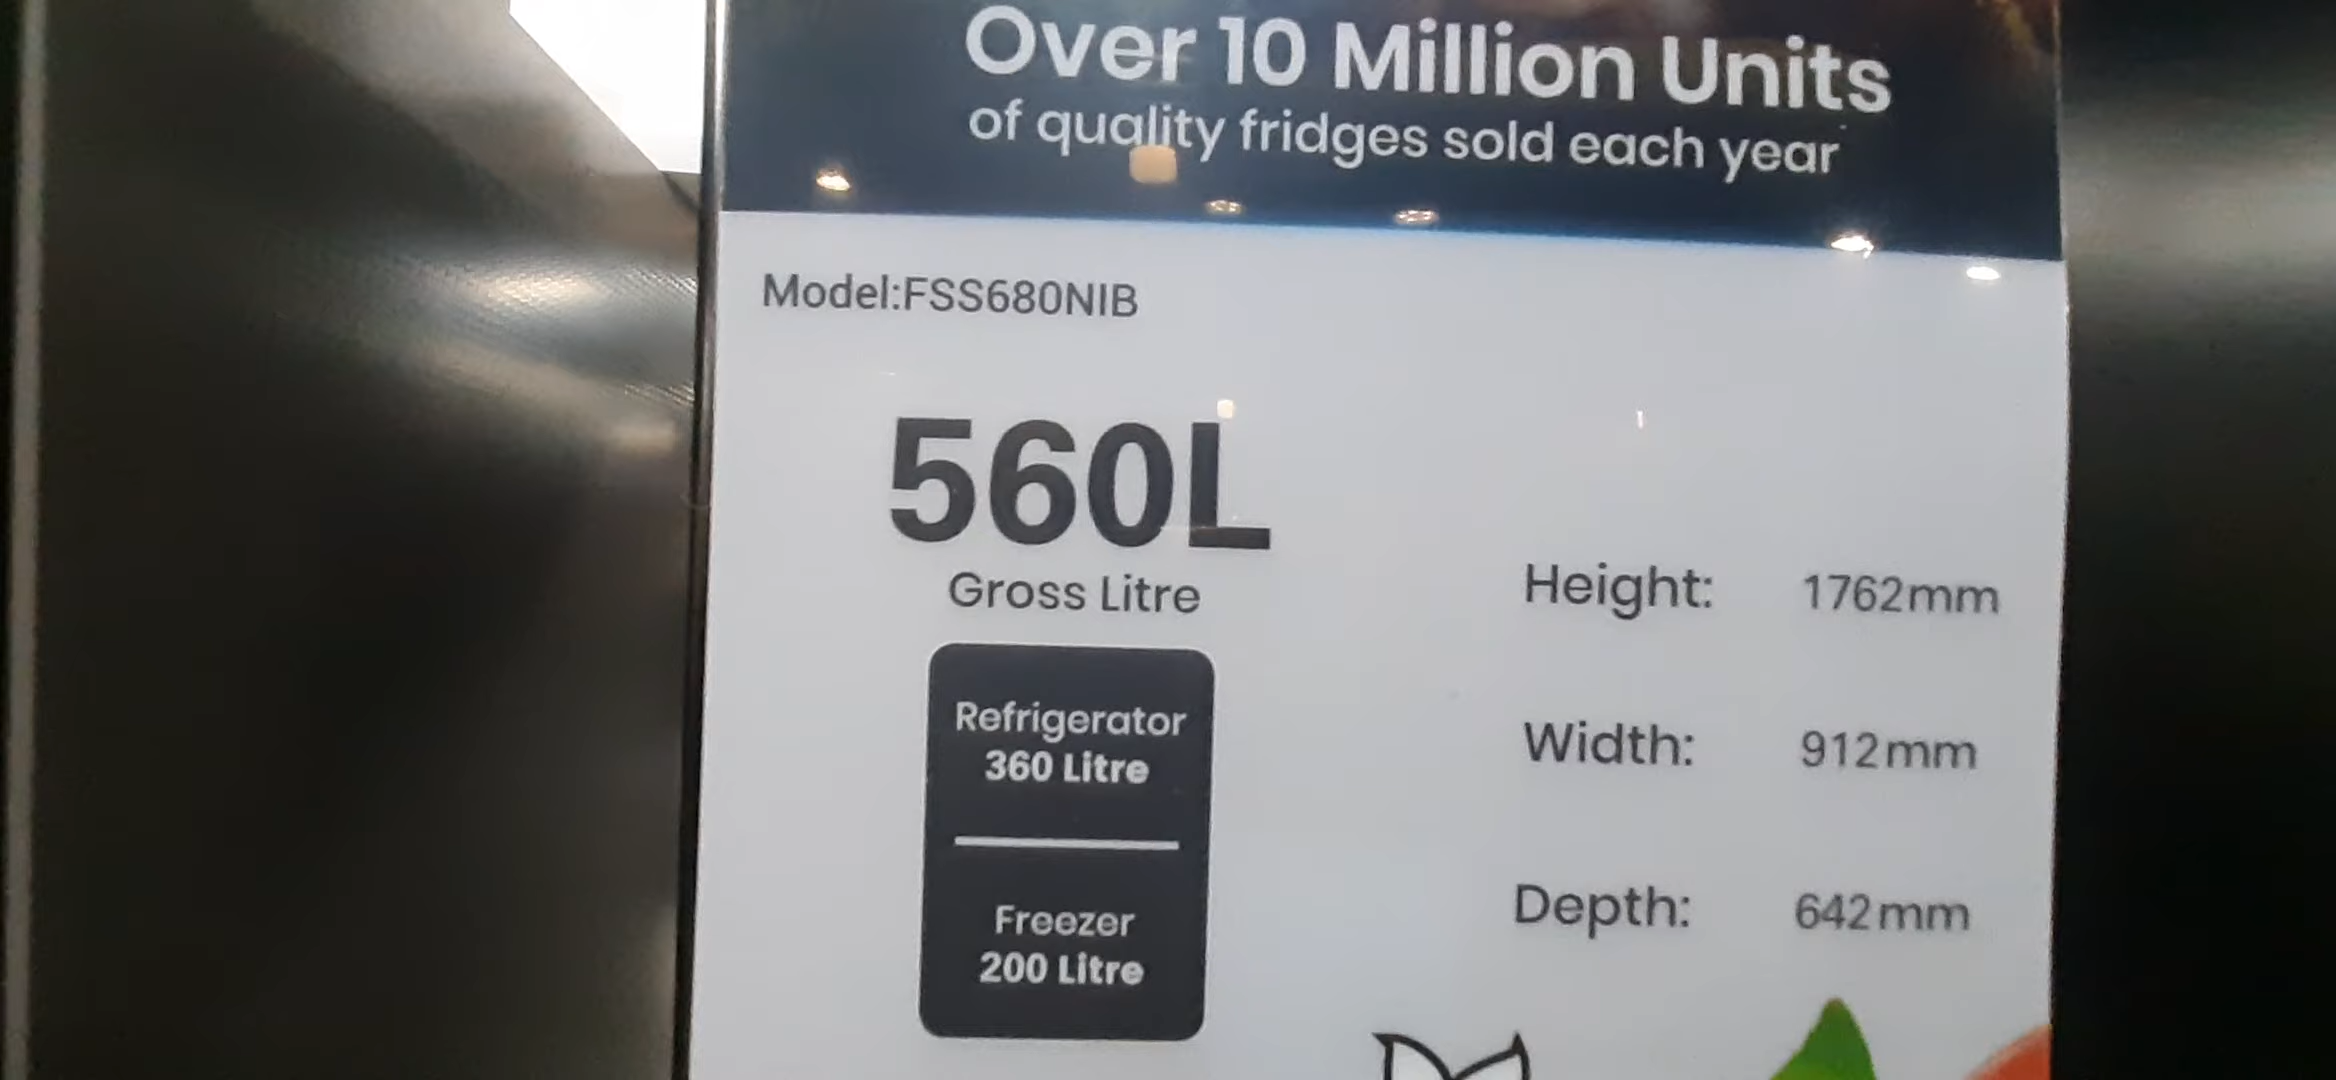 Over 10 Million Units
of quality fridges sold each year
Model:FSS680NIB
560L
Gross Litre
Refrigerator
360 Litre
Freezer
200 Litre
Height: 1762mm
Width: 912mm
Depth: 642mm